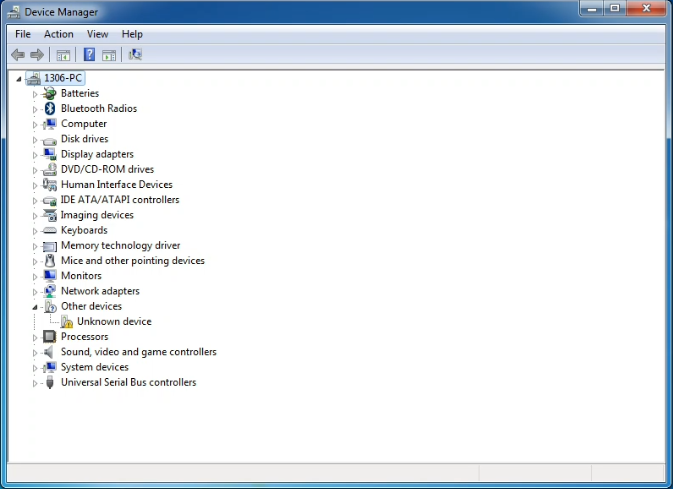 Device Manager
File Action View Help
1306-PC
Batteries
Bluetooth Radios
Computer
Disk drives
Display adapters
DVD/CD-ROM drives
Human Interface Devices
IDE ATA/ATAPI controllers
Imaging devices
Keyboards
Memory technology driver
Mice and other pointing devices
Monitors
Network adapters
Other devices
Unknown device
Processors
Sound, video and game controllers
System devices
Universal Serial Bus controllers